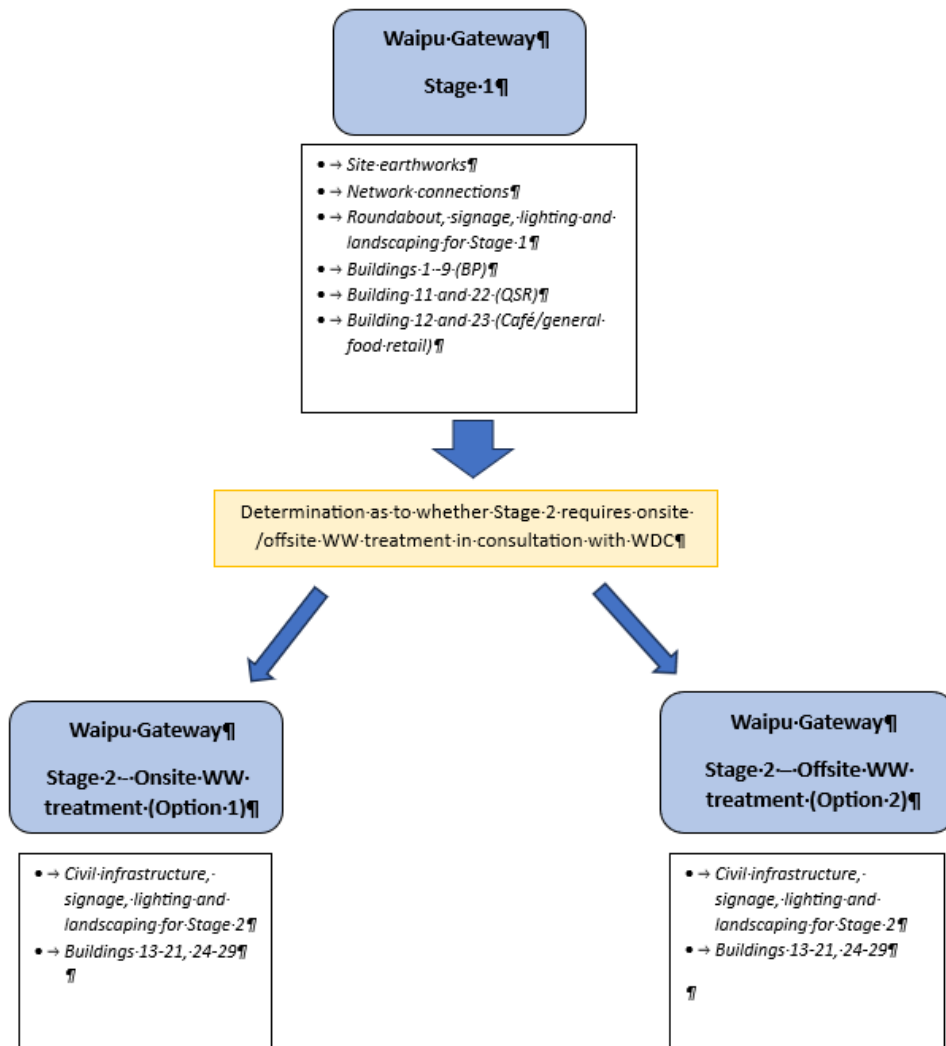 Waipu·Gateway¶
Stage·1¶
• → Site·earthworks¶
• → Network·connections¶
• → Roundabout,·signage,·lighting·and·
landscaping·for·Stage·1¶
• → Buildings·1·-9·(BP)¶
• → Building·11·and·22·(QSR)¶
• → Building·12·and·23·(Café/general·
food·retail)¶
Determination·as·to·whether·Stage·2·requires·onsite·
/offsite·WW·treatment·in·consultation·with·WDC¶
Waipu·Gateway¶
Stage·2·–·Onsite·WW·
treatment·(Option·1)¶
• → Civil·infrastructure,·
signage,·lighting·and·
landscaping·for·Stage·2¶
• → Buildings·13-21,·24-29¶
¶
Waipu·Gateway¶
Stage·2·–·Offsite·WW·
treatment·(Option·2)¶
• → Civil·infrastructure,·
signage,·lighting·and·
landscaping·for·Stage·2¶
• → Buildings·13-21,·24-29¶
¶